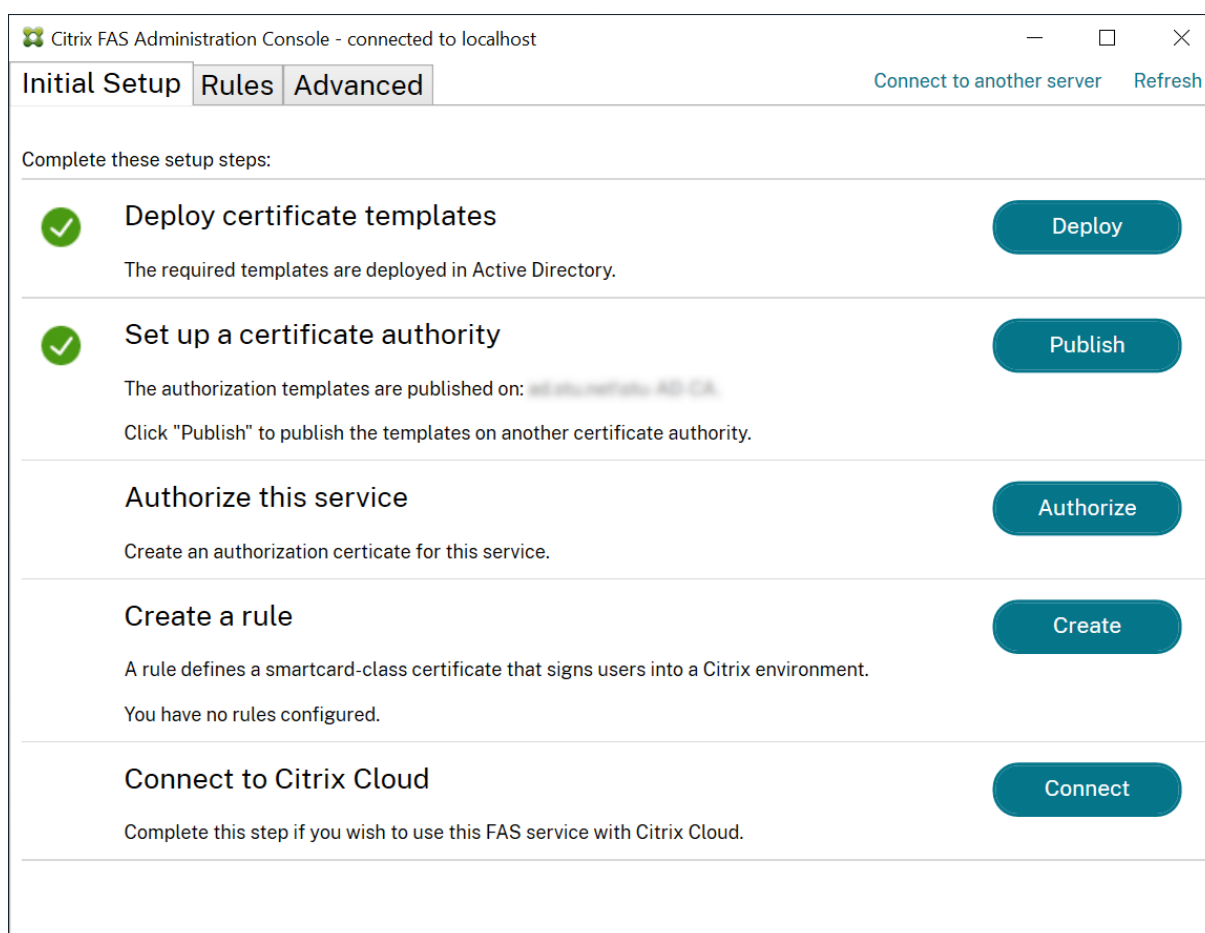 Citrix FAS Administration Console - connected to localhost
Initial Setup Rules Advanced Connect to another server Refresh
Complete these setup steps:
Deploy certificate templates
Deploy
The required templates are deployed in Active Directory.
Set up a certificate authority
Publish
The authorization templates are published on:
Click "Publish" to publish the templates on another certificate authority.
Authorize this service
Authorize
Create an authorization certicate for this service.
Create a rule
Create
A rule defines a smartcard-class certificate that signs users into a Citrix environment.
You have no rules configured.
Connect to Citrix Cloud
Connect
Complete this step if you wish to use this FAS service with Citrix Cloud.